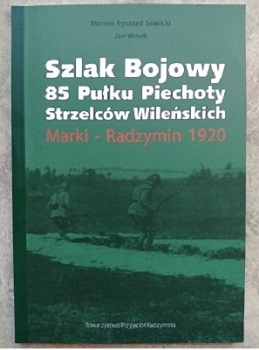 Marian Ryszard Sawicki
Jan Wnuk
Szlak Bojowy
85 Pułku Piechoty
Strzelców Wileńskich
Marki - Radzymin 1920
Towarzystwo Przyjaciół Radzymina